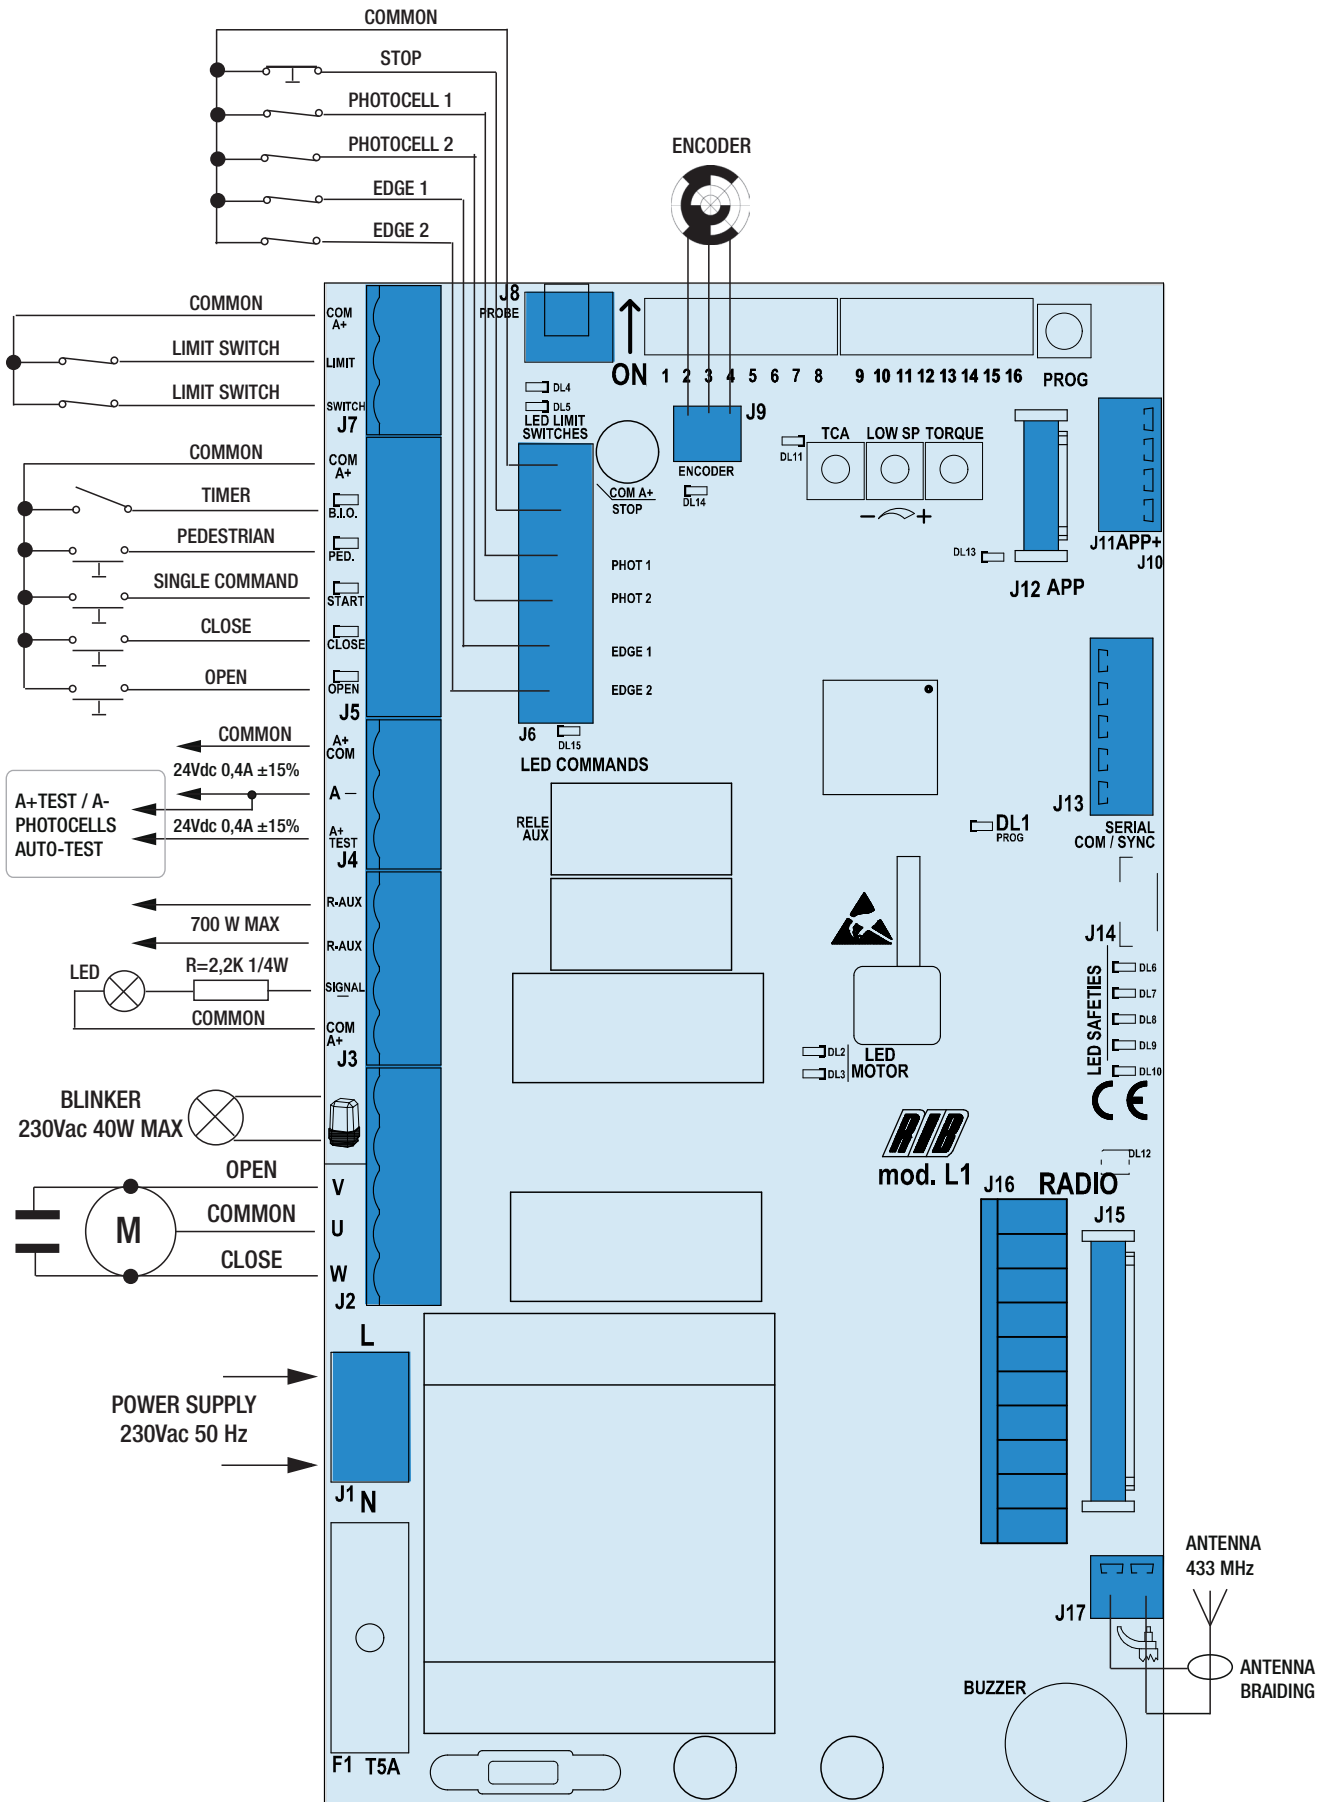 COMMON
STOP
PHOTOCELL 1
PHOTOCELL 2
EDGE 1
EDGE 2
ENCODER
COMMON
LIMIT SWITCH
LIMIT SWITCH
COM
A+
LIMIT
SWITCH
J7
J8
PROBE
ON
1 2 3 4 5 6 7 8
9 10 11 12 13 14 15 16
PROG
DL4
DL5
LED LIMIT
SWITCHES
J9
ENCODER
DL14
DL11
TCA
LOW SP
TORQUE
− +
DL13
J12 APP
J11APP+
J10
COMMON
TIMER
PEDESTRIAN
SINGLE COMMAND
CLOSE
OPEN
COM
A+
B.I.O.
PED.
START
CLOSE
OPEN
J5
COM A+
STOP
PHOT 1
PHOT 2
EDGE 1
EDGE 2
J6
DL15
LED COMMANDS
COMMON
24Vdc 0,4A ±15%
24Vdc 0,4A ±15%
A+TEST / A-
PHOTOCELLS
AUTO-TEST
A+
COM
A −
A+
TEST
J4
RELE
AUX
DL1
PROG
J13
SERIAL
COM / SYNC
J14
LED SAFETIES
DL6
DL7
DL8
DL9
DL10
CE
700 W MAX
R-AUX
R-AUX
LED
R=2,2K 1/4W
SIGNAL
−
COMMON
COM
A+
J3
DL2
DL3
LED
MOTOR
BLINKER
230Vac 40W MAX
RIB
mod. L1
DL12
RADIO
J16
J15
OPEN
COMMON
CLOSE
M
V
U
W
J2
L
POWER SUPPLY
230Vac 50 Hz
J1 N
F1 T5A
ANTENNA
433 MHz
J17
ANTENNA
BRAIDING
BUZZER